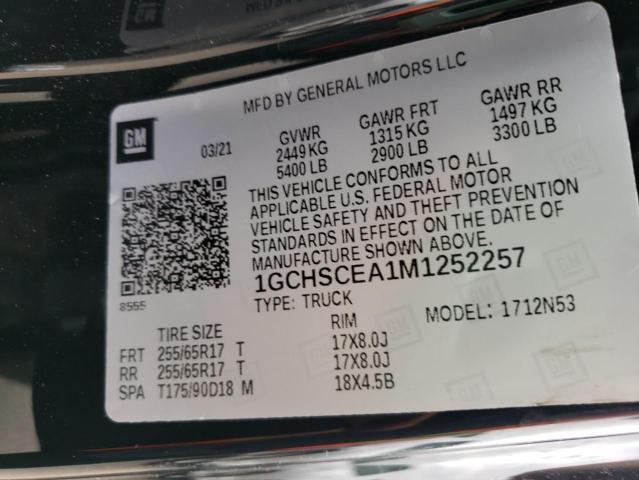 MFD BY GENERAL MOTORS LLC
GM 03/21 GVWR GAWR FRT GAWR RR
2449 KG 1315 KG 1497 KG
5400 LB 2900 LB 3300 LB
THIS VEHICLE CONFORMS TO ALL
APPLICABLE U.S. FEDERAL MOTOR
VEHICLE SAFETY AND THEFT PREVENTION
STANDARDS IN EFFECT ON THE DATE OF
MANUFACTURE SHOWN ABOVE.
8555 1GCHSCEA1M1252257
TYPE: TRUCK MODEL: 1712N53
TIRE SIZE RIM
FRT 255/65R17 T 17X8.0J
RR 255/65R17 T 17X8.0J
SPA T175/90D18 M 18X4.5B